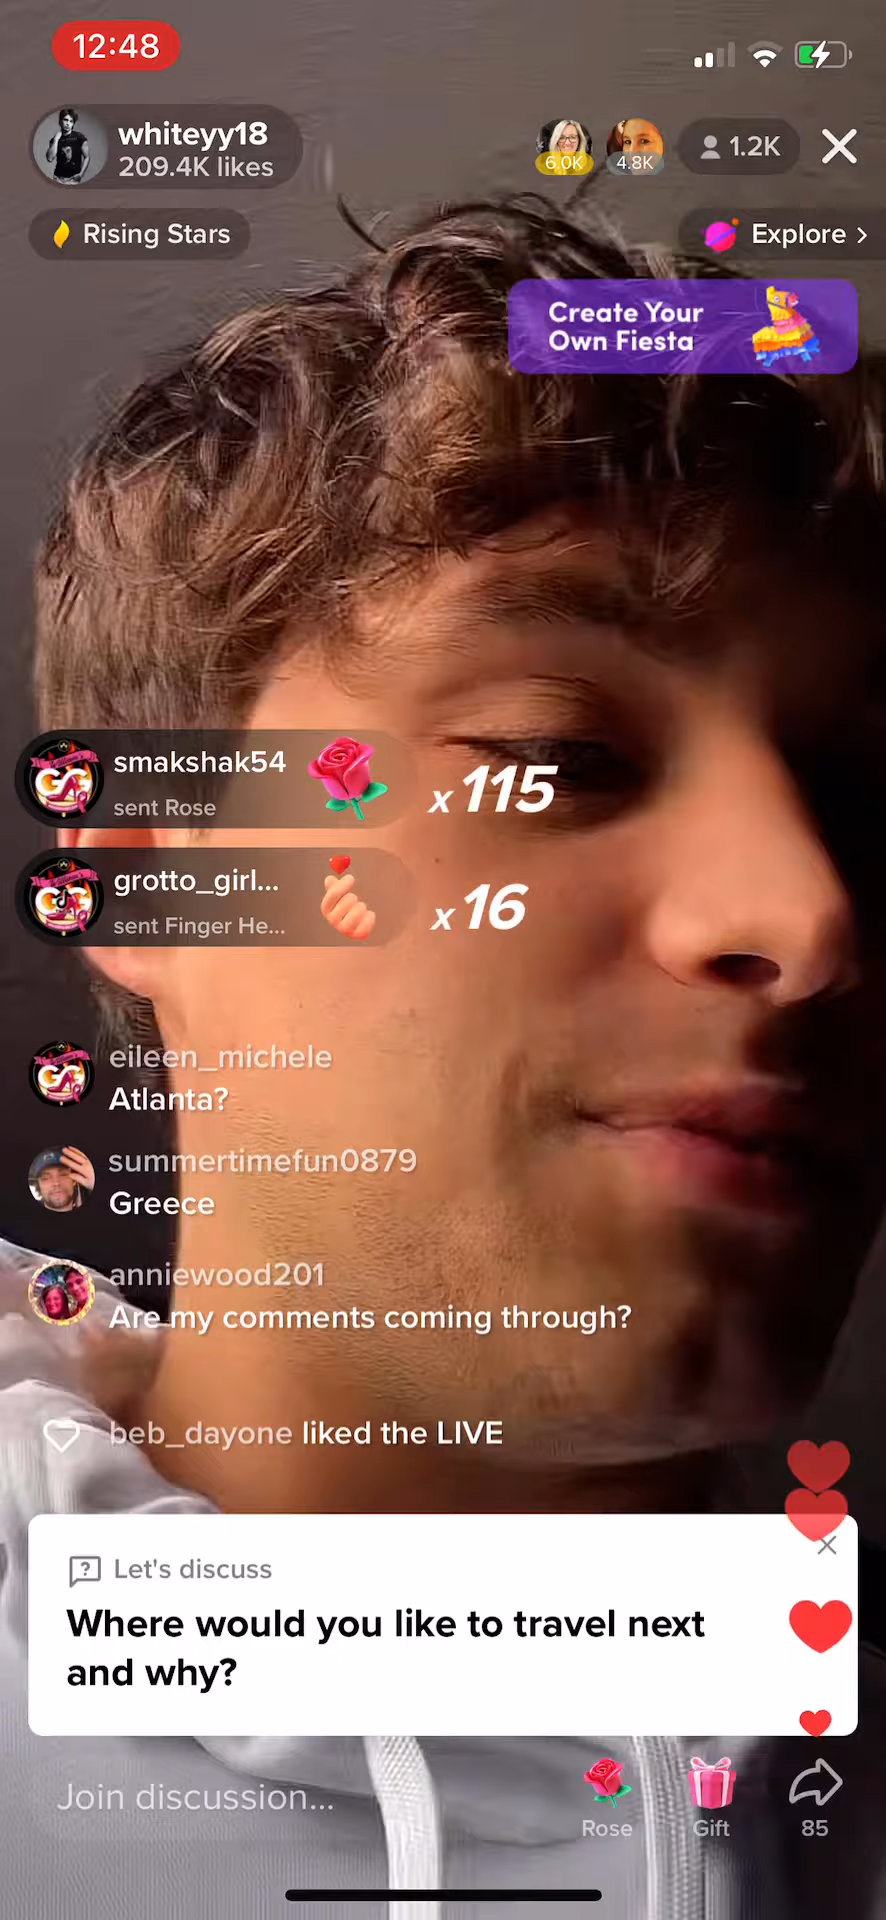 12:48
whiteyy18
209.4K likes
6.0K
4.8K
1.2K
Rising Stars
Explore >
Create Your
Own Fiesta
smakshak54
sent Rose
x 115
grotto_girl...
sent Finger He...
x 16
eileen_michele
Atlanta?
summertimefun0879
Greece
anniewood201
Are my comments coming through?
beb_dayone liked the LIVE
Let's discuss
Where would you like to travel next
and why?
Join discussion...
Rose
Gift
85